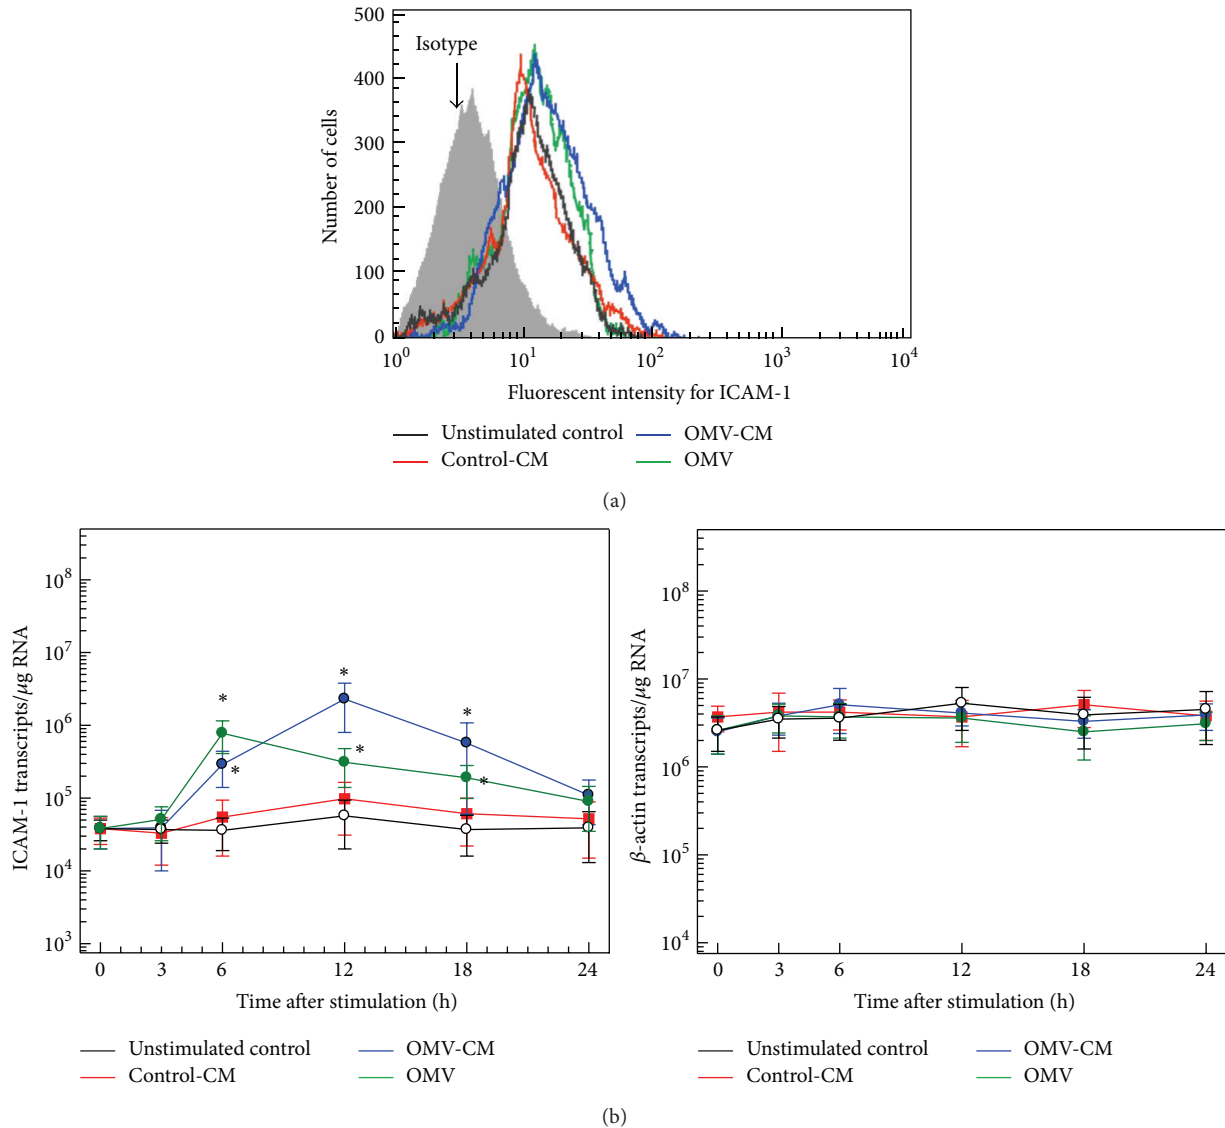 500
400
300
200
100
0
Number of cells
Isotype
10^0 10^1 10^2 10^3 10^4
Fluorescent intensity for ICAM-1
Unstimulated control
OMV-CM
Control-CM
OMV
(a)
10^8
10^7
10^6
10^5
10^4
10^3
ICAM-1 transcripts/μg RNA
*
*
*
*
*
*
0 3 6 12 18 24
Time after stimulation (h)
Unstimulated control
OMV-CM
Control-CM
OMV
10^8
10^7
10^6
10^5
10^4
β-actin transcripts/μg RNA
0 3 6 12 18 24
Time after stimulation (h)
Unstimulated control
OMV-CM
Control-CM
OMV
(b)